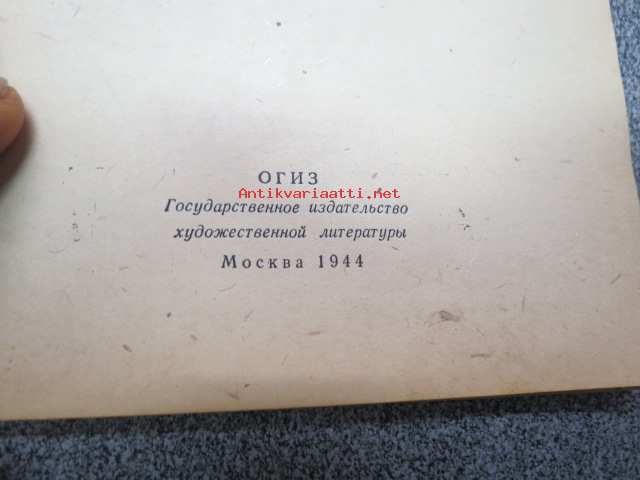 ОГИЗ
Antikvariaatti.net
Государственное издательство
художественной литературы
Москва 1944